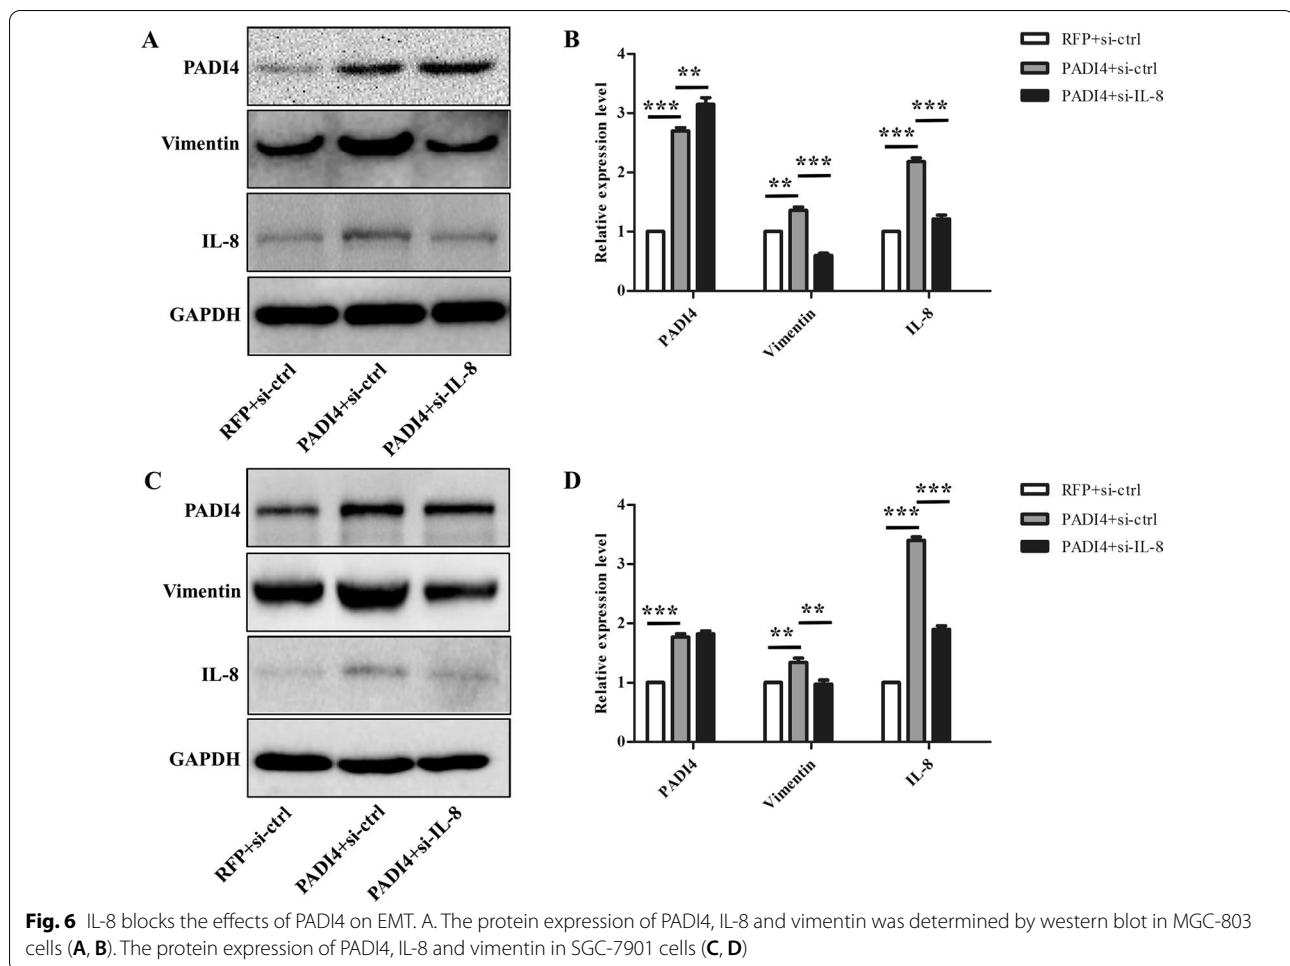 A
PADI4
Vimentin
IL-8
GAPDH
RFP+si-ctrl
PADI4+si-ctrl
PADI4+si-IL-8
B
Relative expression level
4
3
2
1
0
***
**
**
***
***
***
PADI4
Vimentin
IL-8
RFP+si-ctrl
PADI4+si-ctrl
PADI4+si-IL-8
C
PADI4
Vimentin
IL-8
GAPDH
RFP+si-ctrl
PADI4+si-ctrl
PADI4+si-IL-8
D
Relative expression level
4
3
2
1
0
***
**
**
***
***
PADI4
Vimentin
IL-8
RFP+si-ctrl
PADI4+si-ctrl
PADI4+si-IL-8
Fig. 6 IL-8 blocks the effects of PADI4 on EMT. A. The protein expression of PADI4, IL-8 and vimentin was determined by western blot in MGC-803
cells (A, B). The protein expression of PADI4, IL-8 and vimentin in SGC-7901 cells (C, D)